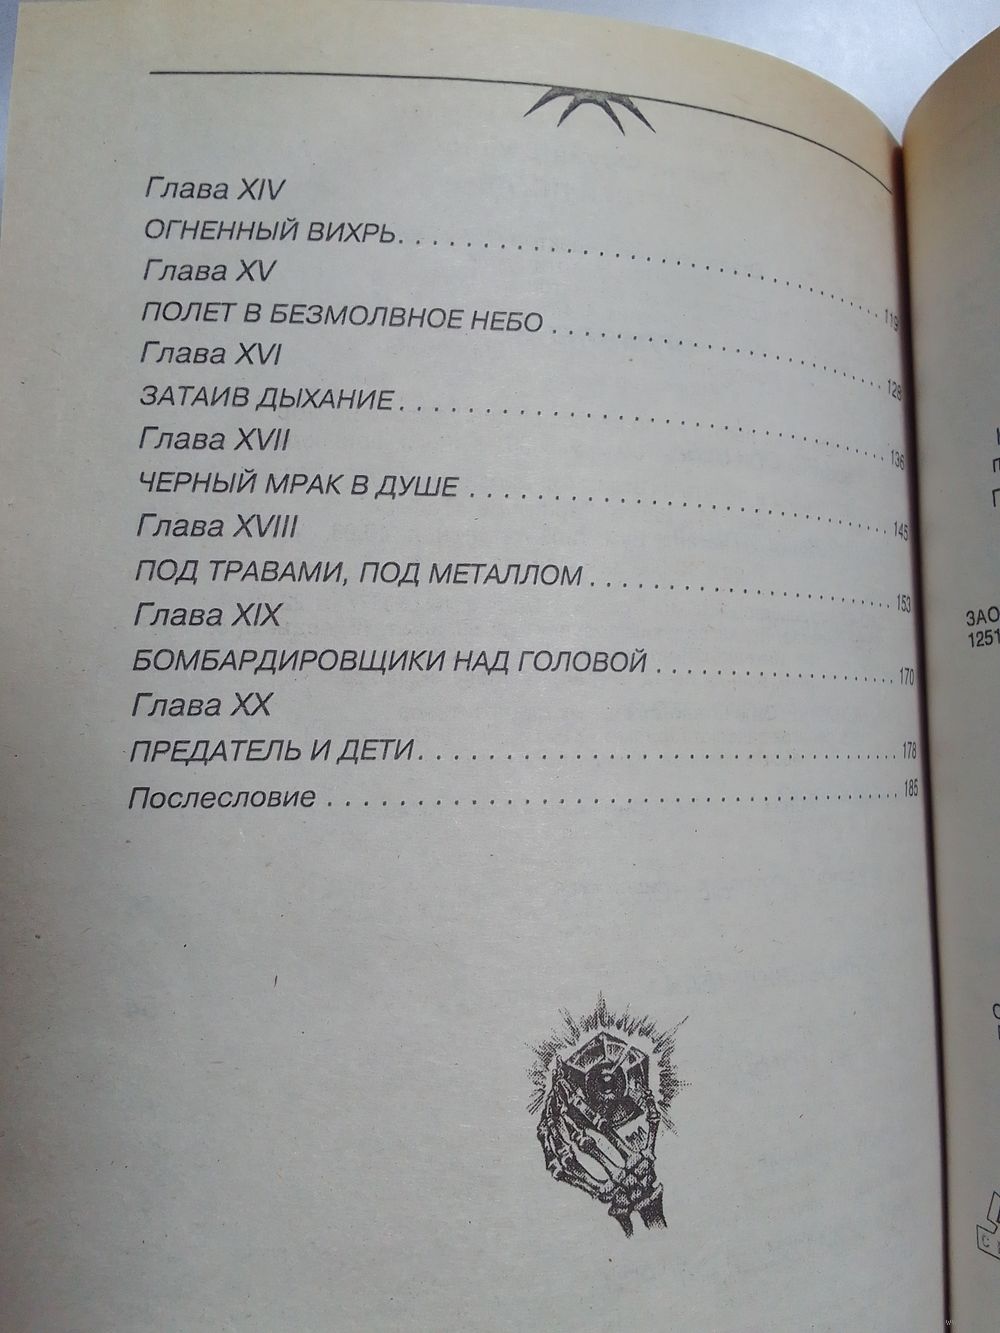 Глава XIV
ОГНЕННЫЙ ВИХРЬ. . . . . . . . . . . . . . . . . . . . . . . . . . . . . . 119
Глава XV
ПОЛЕТ В БЕЗМОЛВНОЕ НЕБО . . . . . . . . . . . . . . . . . . . . . . 128
Глава XVI
ЗАТАИВ ДЫХАНИЕ. . . . . . . . . . . . . . . . . . . . . . . . . . . . . . 136
Глава XVII
ЧЕРНЫЙ МРАК В ДУШЕ . . . . . . . . . . . . . . . . . . . . . . . . . . 145
Глава XVIII
ПОД ТРАВАМИ, ПОД МЕТАЛЛОМ . . . . . . . . . . . . . . . . . . . 153
Глава XIX
БОМБАРДИРОВЩИКИ НАД ГОЛОВОЙ . . . . . . . . . . . . . . . . 170
Глава XX
ПРЕДАТЕЛЬ И ДЕТИ. . . . . . . . . . . . . . . . . . . . . . . . . . . . . 178
Послесловие . . . . . . . . . . . . . . . . . . . . . . . . . . . . . . . . . . 185
ЗАО
1251